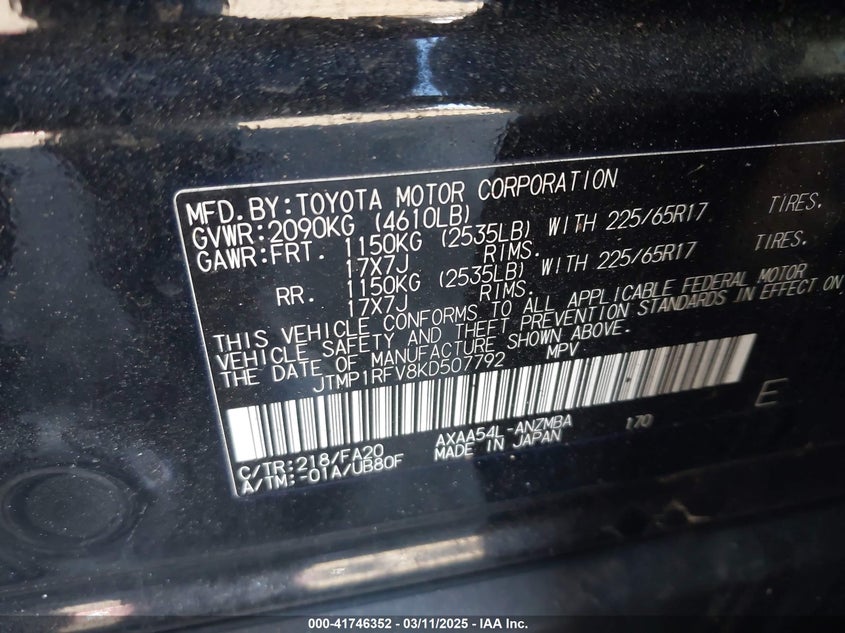 MFD.BY:TOYOTA MOTOR CORPORATION
GVWR:2090KG (4610LB)
GAWR:FRT. 1150KG (2535LB) WITH 225/65R17 TIRES.
17X7J RIMS.
RR. 1150KG (2535LB) WITH 225/65R17 TIRES.
17X7J RIMS.
THIS VEHICLE CONFORMS TO ALL APPLICABLE FEDERAL MOTOR
VEHICLE SAFETY AND THEFT PREVENTION STANDARDS IN EFFECT ON
THE DATE OF MANUFACTURE SHOWN ABOVE.
JTMP1RFV8KD507792 MPV
C/TR:218/FA20 AXAA54L-ANZMBA 170 E
A/TM:-01A/UB80F MADE IN JAPAN
000-41746352 - 03/11/2025 - IAA Inc.